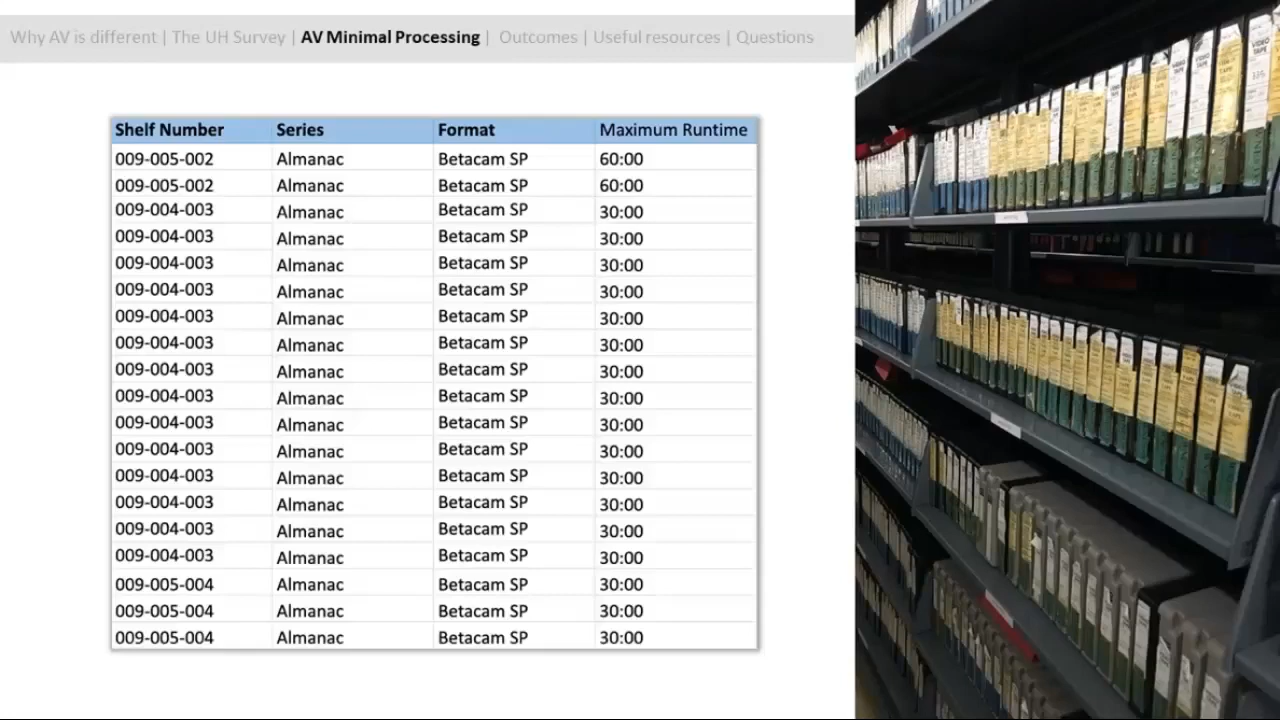 Why AV is different | The UH Survey | AV Minimal Processing | Outcomes | Useful resources | Questions
Shelf Number Series Format Maximum Runtime
009-005-002 Almanac Betacam SP 60:00
009-005-002 Almanac Betacam SP 60:00
009-004-003 Almanac Betacam SP 30:00
009-004-003 Almanac Betacam SP 30:00
009-004-003 Almanac Betacam SP 30:00
009-004-003 Almanac Betacam SP 30:00
009-004-003 Almanac Betacam SP 30:00
009-004-003 Almanac Betacam SP 30:00
009-004-003 Almanac Betacam SP 30:00
009-004-003 Almanac Betacam SP 30:00
009-004-003 Almanac Betacam SP 30:00
009-004-003 Almanac Betacam SP 30:00
009-004-003 Almanac Betacam SP 30:00
009-004-003 Almanac Betacam SP 30:00
009-004-003 Almanac Betacam SP 30:00
009-004-003 Almanac Betacam SP 30:00
009-005-004 Almanac Betacam SP 30:00
009-005-004 Almanac Betacam SP 30:00
009-005-004 Almanac Betacam SP 30:00